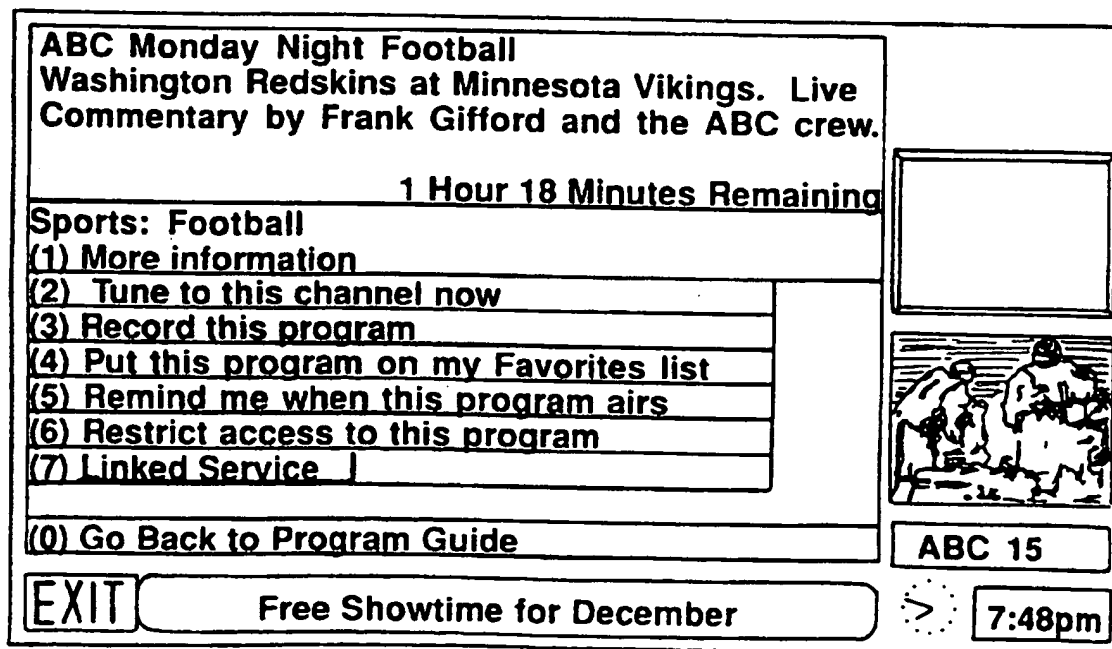 ABC Monday Night Football
Washington Redskins at Minnesota Vikings. Live
Commentary by Frank Gifford and the ABC crew.
1 Hour 18 Minutes Remaining
Sports: Football
(1) More information
(2) Tune to this channel now
(3) Record this program
(4) Put this program on my Favorites list
(5) Remind me when this program airs
(6) Restrict access to this program
(7) Linked Service
(0) Go Back to Program Guide
ABC 15
EXIT
Free Showtime for December
7:48pm